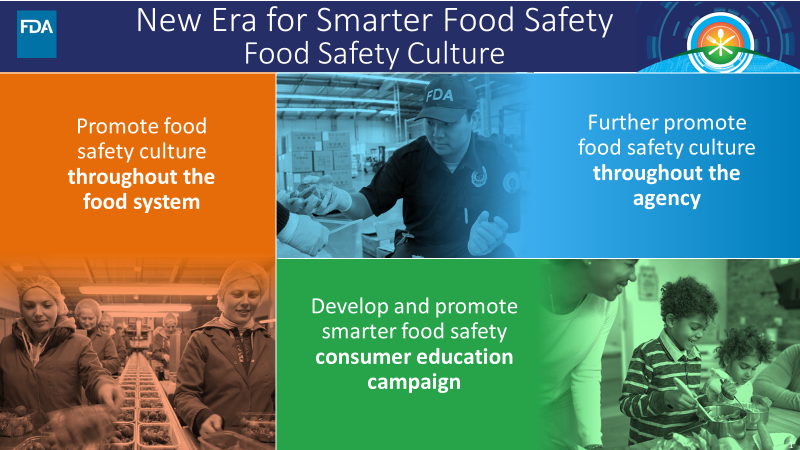 FDA
New Era for Smarter Food Safety
Food Safety Culture
Promote food
safety culture
throughout the
food system
FDA
Further promote
food safety culture
throughout the
agency
Develop and promote
smarter food safety
consumer education
campaign
1